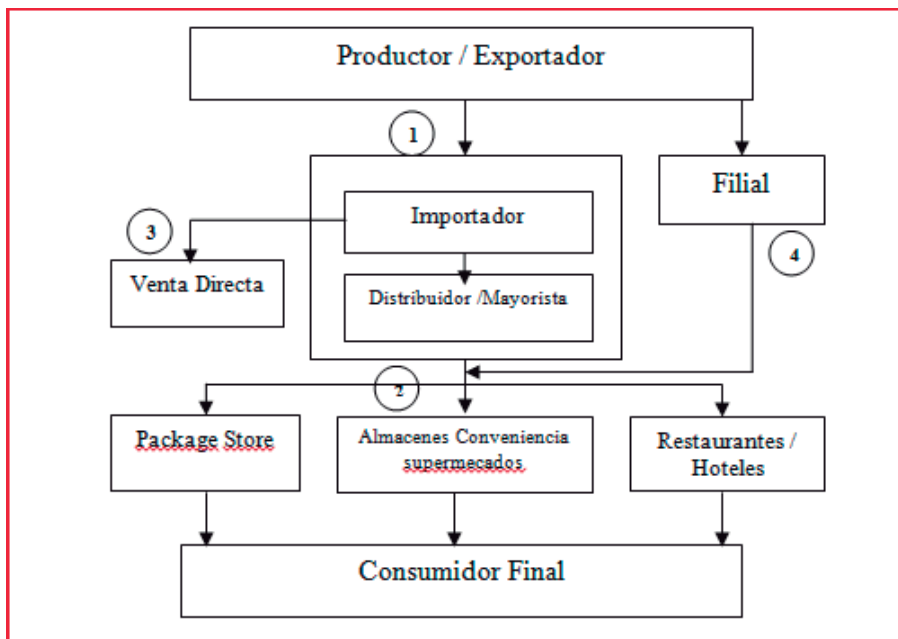 Productor / Exportador
1
Importador
Filial
3
4
Venta Directa
Distribuidor /Mayorista
2
Package Store
Almacenes Conveniencia
supermecados
Restaurantes /
Hoteles
Consumidor Final